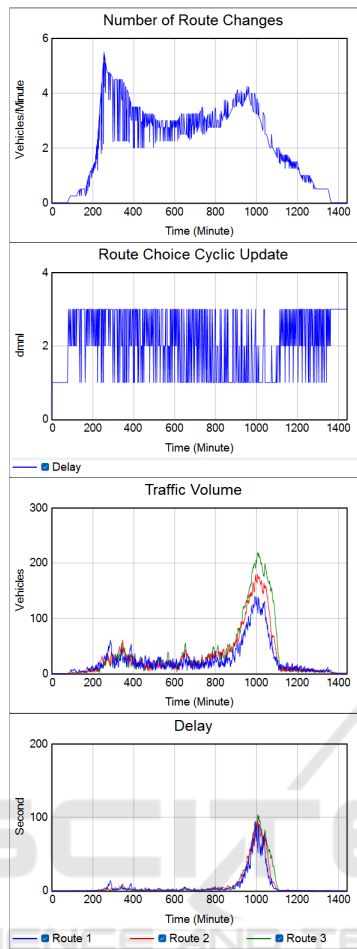 Number of Route Changes
Vehicles/Minute
6
4
2
0
0 200 400 600 800 1000 1200 1400
Time (Minute)
Route Choice Cyclic Update
dmnl
4
2
0
0 200 400 600 800 1000 1200 1400
Time (Minute)
Delay
Traffic Volume
Vehicles
300
200
100
0
0 200 400 600 800 1000 1200 1400
Time (Minute)
Delay
Second
200
100
0
0 200 400 600 800 1000 1200 1400
Time (Minute)
Route 1 Route 2 Route 3